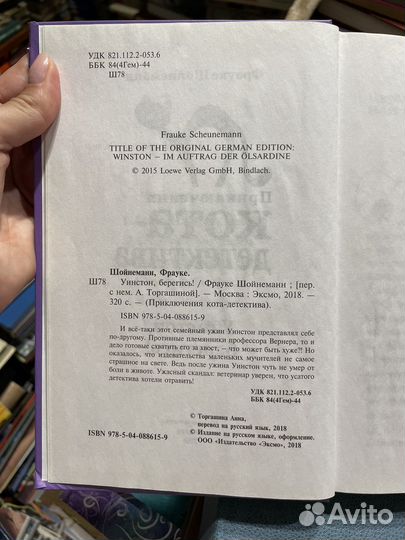 УДК 821.112.2-053.6
ББК 84(4Гем)-44
Ш78
Frauke Scheunemann
TITLE OF THE ORIGINAL GERMAN EDITION:
WINSTON – IM AUFTRAG DER ÖLSARDINE
© 2015 Loewe Verlag GmbH, Bindlach.
Шойнеманн, Фрауке.
Ш78 Уинстон, берегись! / Фрауке Шойнеманн ; [пер.
с нем. А. Торгашиной]. — Москва : Эксмо, 2018. —
320 с. — (Приключения кота-детектива).
ISBN 978-5-04-088615-9
И всё-таки этот семейный ужин Уинстон представлял себе
по-другому. Противные племянники профессора Вернера, то и
дело готовые схватить его за хвост, — что может быть хуже?! Но
оказалось, что издевательства маленьких мучителей не самое
страшное на свете. Ведь после ужина Уинстон чуть не умер от
боли в животе. Ужасный скандал: ветеринар уверен, что усатого
детектива хотели отравить!
УДК 821.112.2-053.6
ББК 84(4Гем)-44
© Торгашина Анна,
перевод на русский язык, 2018
© Издание на русском языке, оформление.
ООО «Издательство «Эксмо», 2018
ISBN 978-5-04-088615-9
Avito